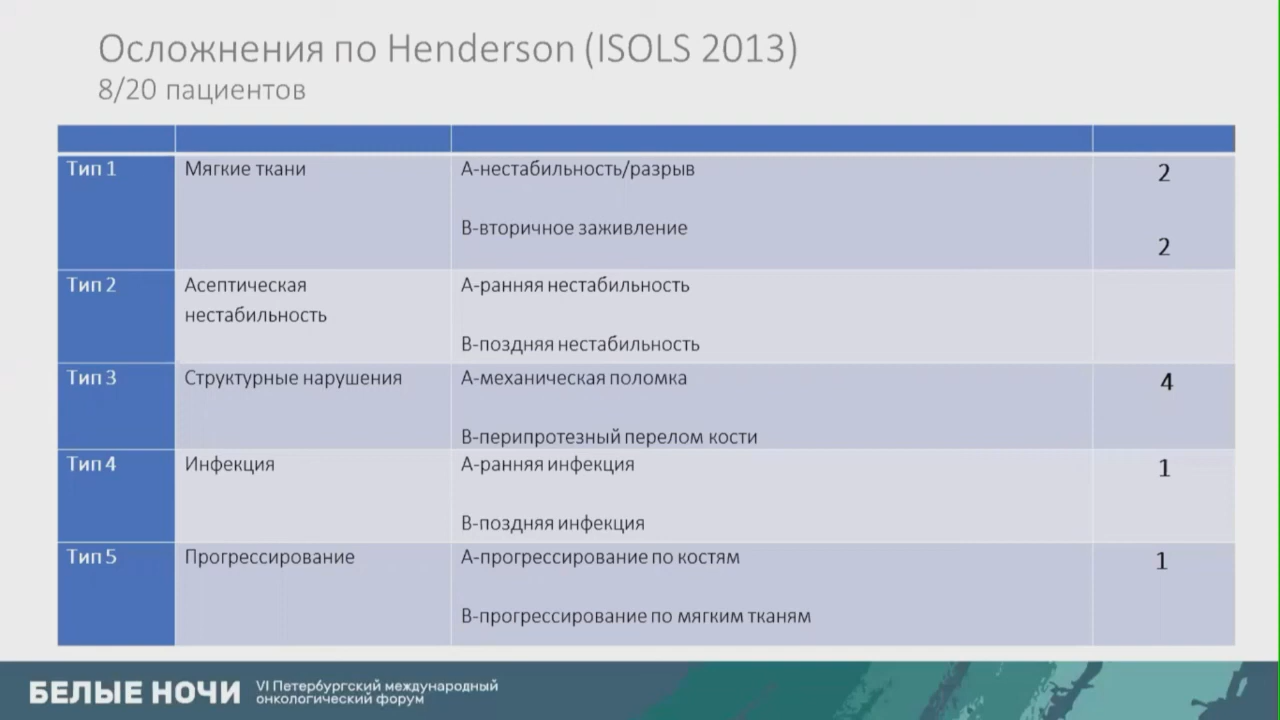 Осложнения по Henderson (ISOLS 2013)
8/20 пациентов
Тип 1
Мягкие ткани
А-нестабильность/разрыв
2
В-вторичное заживление
2
Тип 2
Асептическая
нестабильность
А-ранняя нестабильность
В-поздняя нестабильность
Тип 3
Структурные нарушения
А-механическая поломка
4
В-перипротезный перелом кости
Тип 4
Инфекция
А-ранняя инфекция
1
В-поздняя инфекция
Тип 5
Прогрессирование
А-прогрессирование по костям
1
В-прогрессирование по мягким тканям
БЕЛЫЕ НОЧИ
VI Петербургский международный
онкологический форум